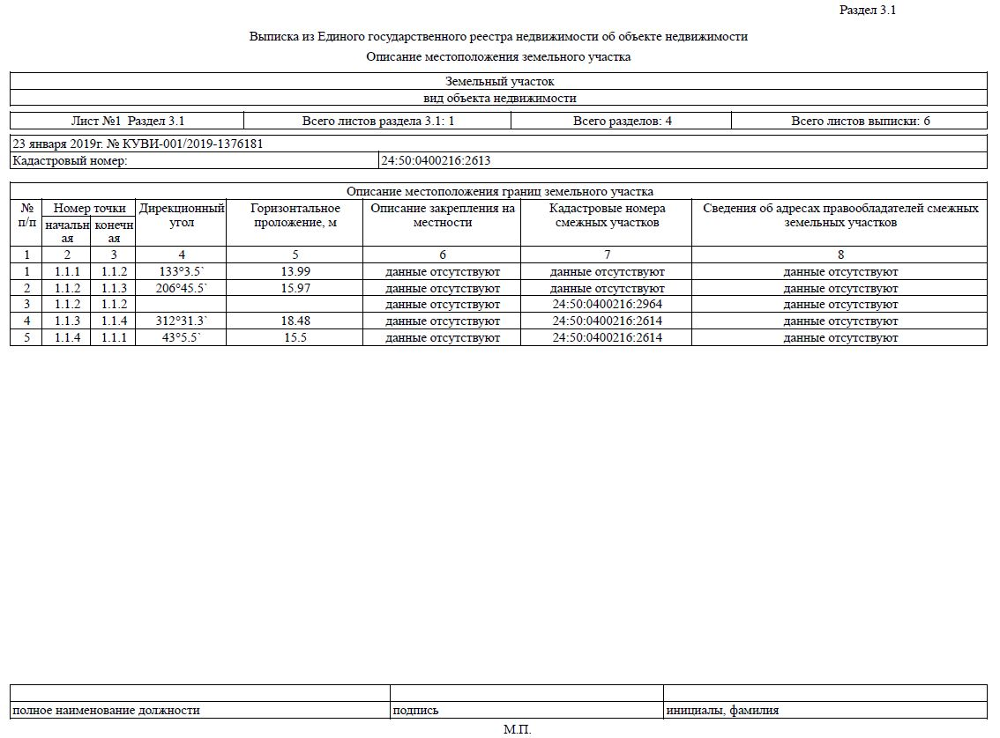 Раздел 3.1
Выписка из Единого государственного реестра недвижимости об объекте недвижимости
Описание местоположения земельного участка
Земельный участок
вид объекта недвижимости
Лист №1 Раздел 3.1 Всего листов раздела 3.1: 1 Всего разделов: 4 Всего листов выписки: 6
23 января 2019г. № КУВИ-001/2019-1376181
Кадастровый номер: 24:50:0400216:2613
Описание местоположения границ земельного участка
№ Номер точки Дирекционный Горизонтальное Описание закрепления на Кадастровые номера Сведения об адресах правообладателей смежных
п/п начальн конечн угол проложение, м местности смежных участков земельных участков
ая ая
1 2 3 4 5 6 7 8
1 1.1.1 1.1.2 133°3.5` 13.99 данные отсутствуют данные отсутствуют данные отсутствуют
2 1.1.2 1.1.3 206°45.5` 15.97 данные отсутствуют данные отсутствуют данные отсутствуют
3 1.1.2 1.1.2 данные отсутствуют 24:50:0400216:2964 данные отсутствуют
4 1.1.3 1.1.4 312°31.3` 18.48 данные отсутствуют 24:50:0400216:2614 данные отсутствуют
5 1.1.4 1.1.1 43°5.5` 15.5 данные отсутствуют 24:50:0400216:2614 данные отсутствуют
полное наименование должности подпись инициалы, фамилия
М.П.